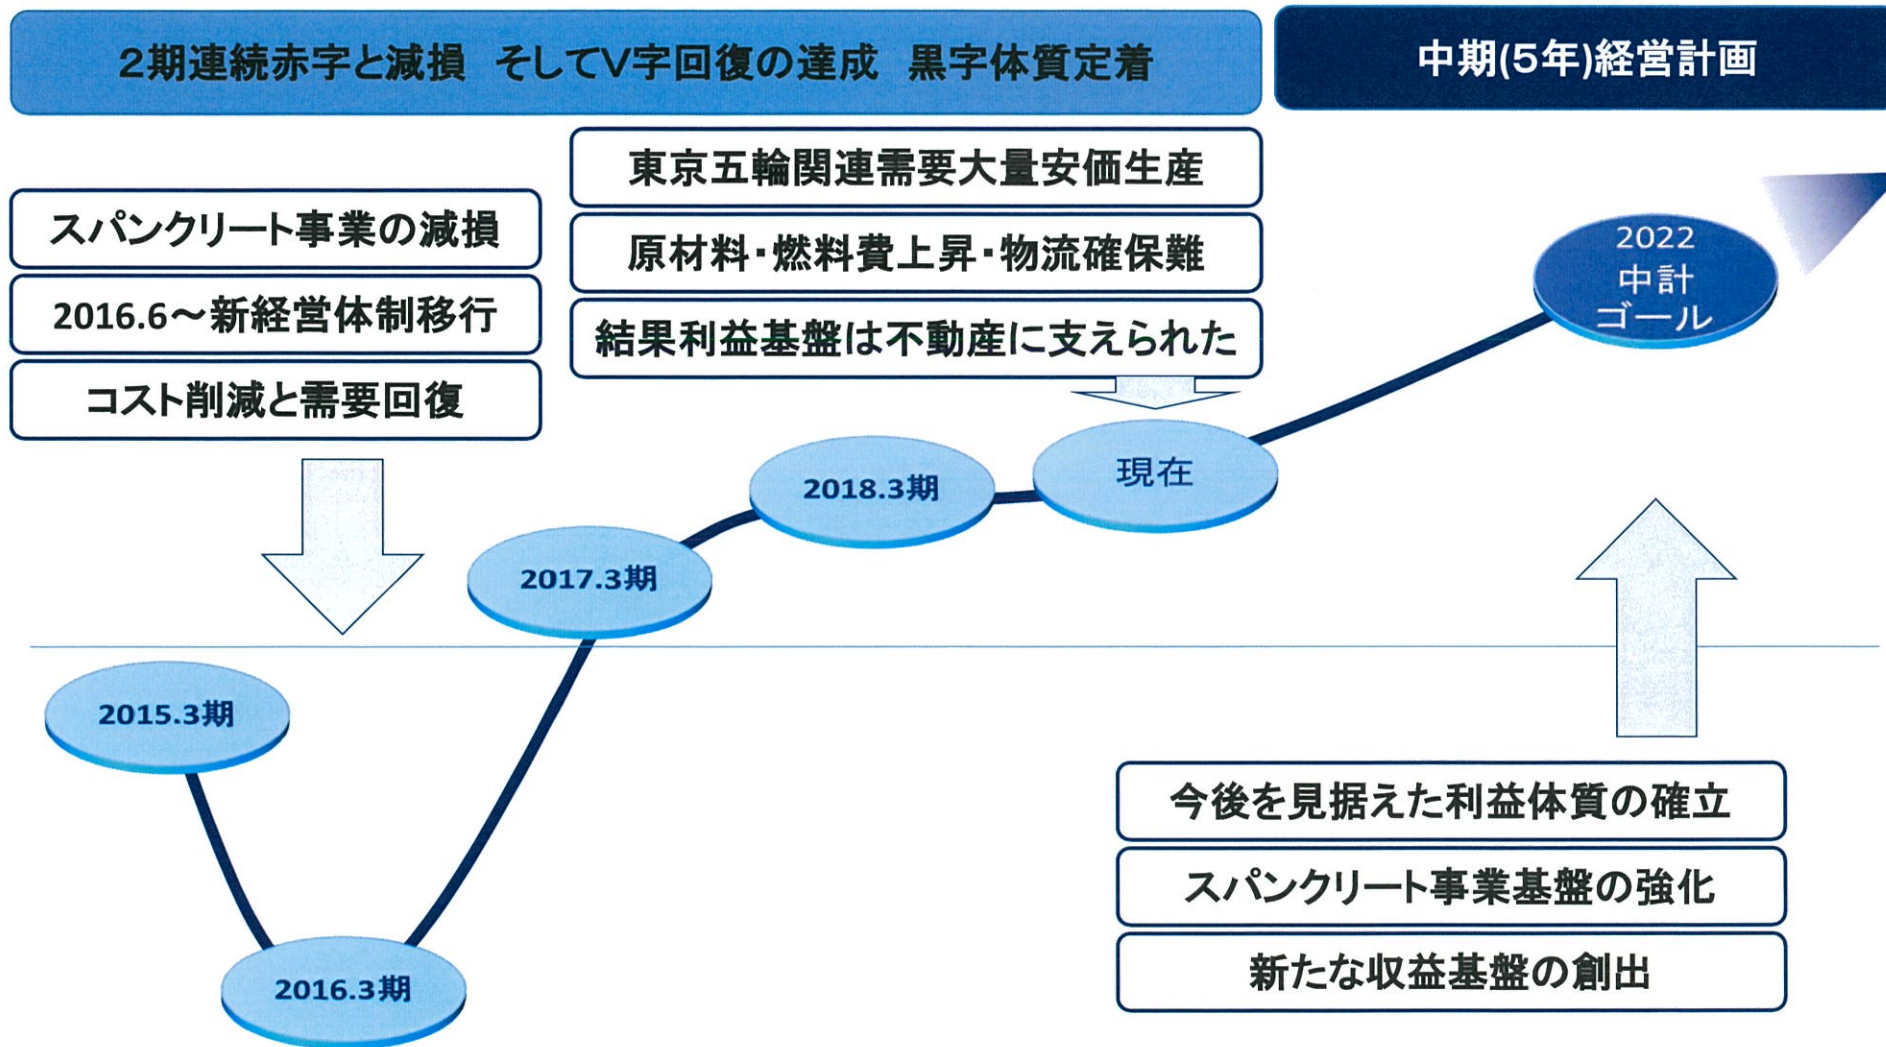 2期連続赤字と減損 そしてV字回復の達成 黒字体質定着
中期(5年)経営計画
スパンクリート事業の減損
2016.6～新経営体制移行
コスト削減と需要回復
東京五輪関連需要大量安価生産
原材料・燃料費上昇・物流確保難
結果利益基盤は不動産に支えられた
2015.3期
2016.3期
2017.3期
2018.3期
現在
2022
中計
ゴール
今後を見据えた利益体質の確立
スパンクリート事業基盤の強化
新たな収益基盤の創出